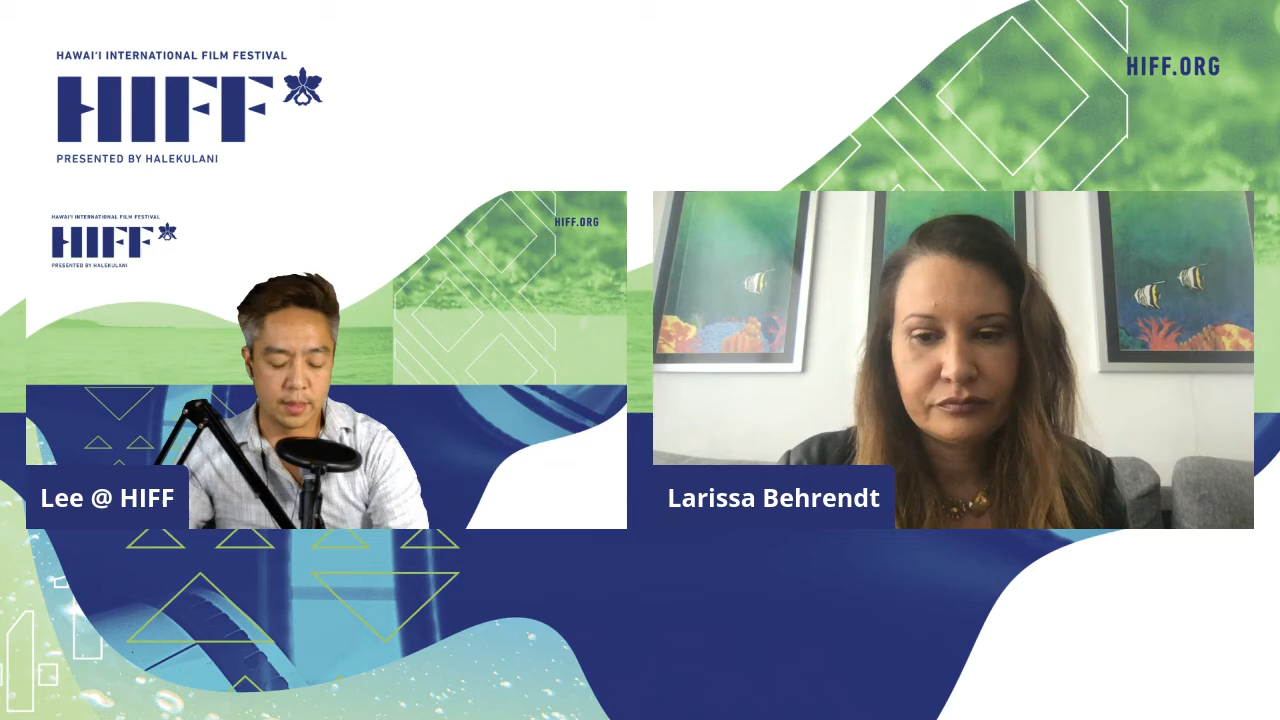 HAWAI'I INTERNATIONAL FILM FESTIVAL
HIFF
PRESENTED BY HALEKULANI
HIFF.ORG
HAWAI'I INTERNATIONAL FILM FESTIVAL
HIFF
PRESENTED BY HALEKULANI
HIFF.ORG
Lee @ HIFF
Larissa Behrendt